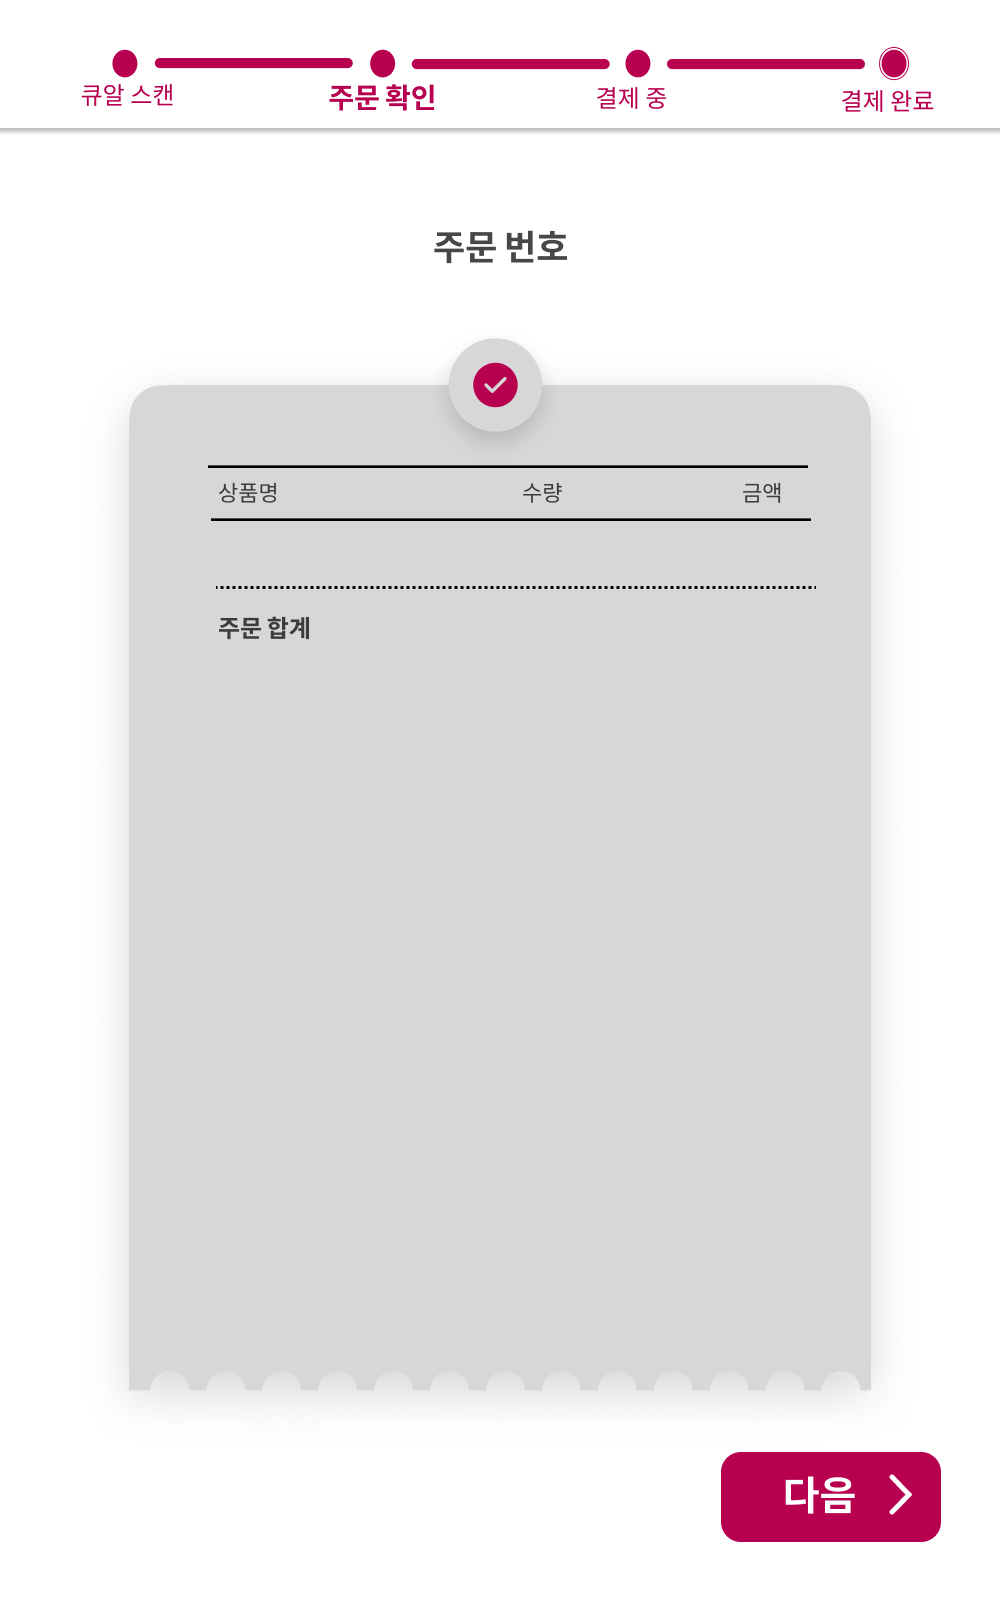 큐알 스캔 주문 확인 결제 중 결제 완료
주문 번호
상품명 수량 금액
주문 합계
다음